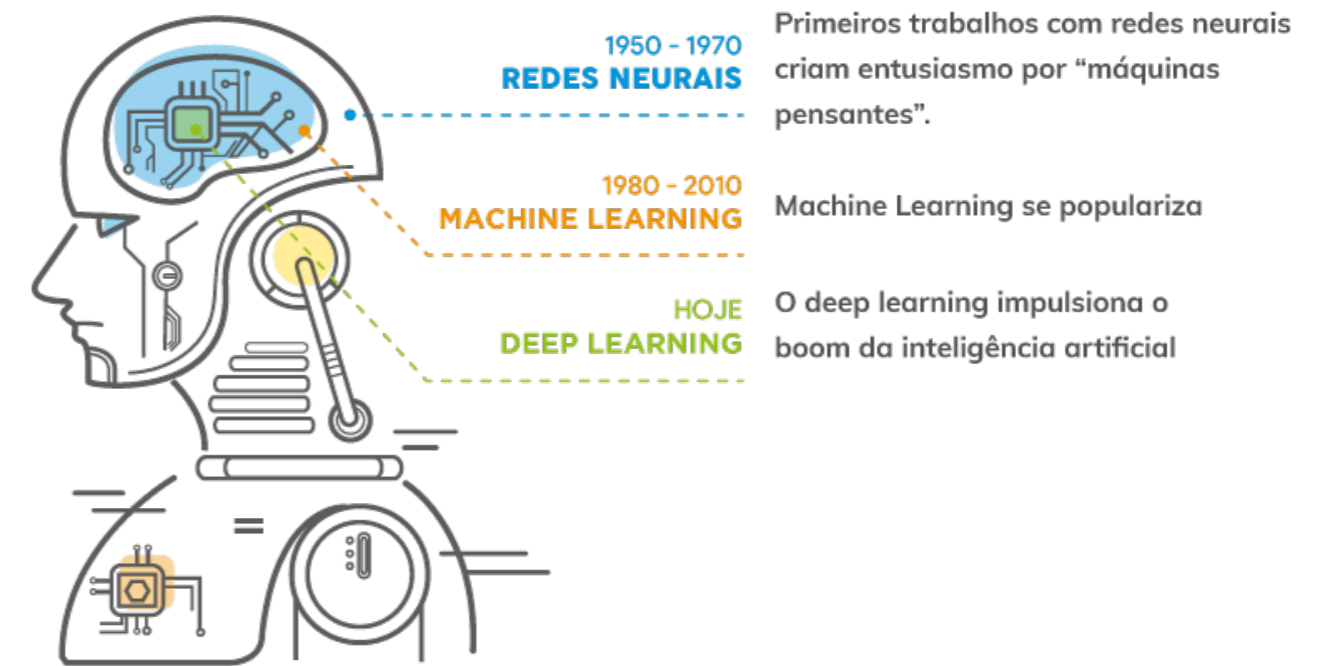 1950 - 1970
REDES NEURAIS
Primeiros trabalhos com redes neurais
criam entusiasmo por “máquinas
pensantes”.
1980 - 2010
MACHINE LEARNING
Machine Learning se populariza
HOJE
DEEP LEARNING
O deep learning impulsiona o
boom da inteligência artificial